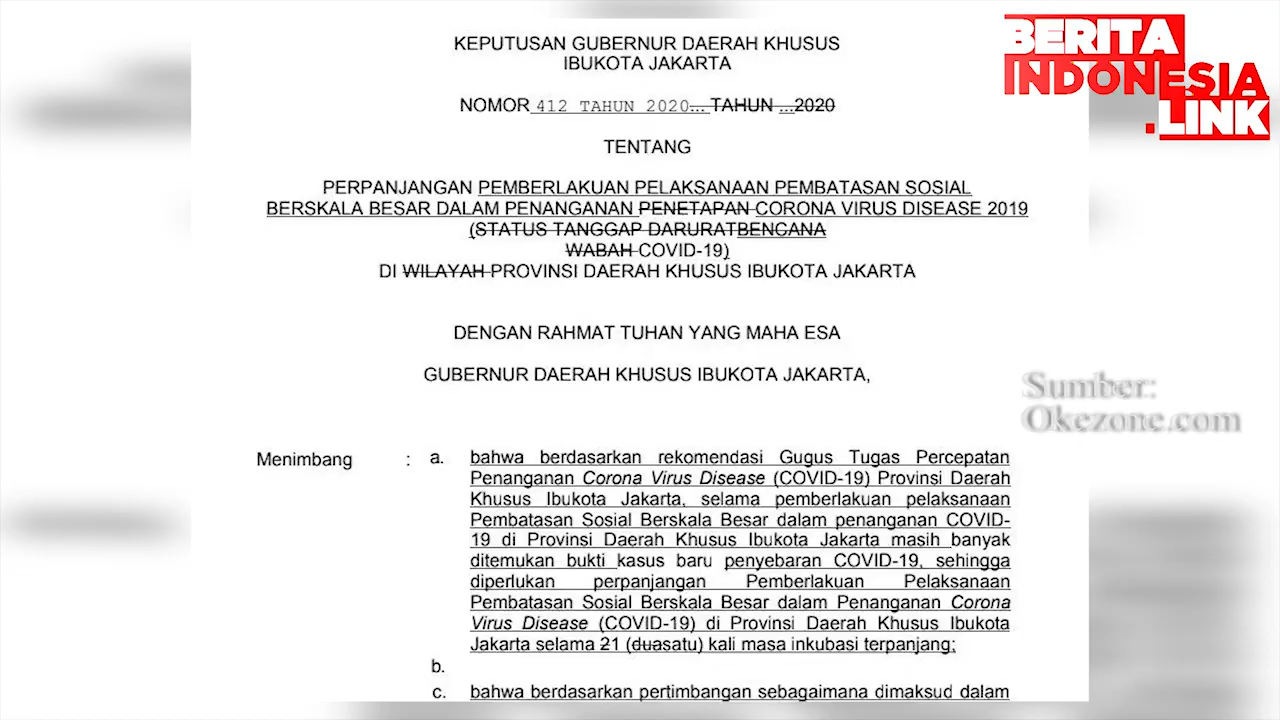 KEPUTUSAN GUBERNUR DAERAH KHUSUS
IBUKOTA JAKARTA
NOMOR 412 TAHUN 2020... TAHUN ...2020
TENTANG
PERPANJANGAN PEMBERLAKUAN PELAKSANAAN PEMBATASAN SOSIAL
BERSKALA BESAR DALAM PENANGANAN PENETAPAN CORONA VIRUS DISEASE 2019
(STATUS TANGGAP DARURATBENCANA
WABAH COVID-19)
DI WILAYAH PROVINSI DAERAH KHUSUS IBUKOTA JAKARTA
DENGAN RAHMAT TUHAN YANG MAHA ESA
GUBERNUR DAERAH KHUSUS IBUKOTA JAKARTA,
Menimbang : a. bahwa berdasarkan rekomendasi Gugus Tugas Percepatan
Penanganan Corona Virus Disease (COVID-19) Provinsi Daerah
Khusus Ibukota Jakarta, selama pemberlakuan pelaksanaan
Pembatasan Sosial Berskala Besar dalam penanganan COVID-
19 di Provinsi Daerah Khusus Ibukota Jakarta masih banyak
ditemukan bukti kasus baru penyebaran COVID-19, sehingga
diperlukan perpanjangan Pemberlakuan Pelaksanaan
Pembatasan Sosial Berskala Besar dalam Penanganan Corona
Virus Disease (COVID-19) di Provinsi Daerah Khusus Ibukota
Jakarta selama 21 (duasatu) kali masa inkubasi terpanjang;
b.
c. bahwa berdasarkan pertimbangan sebagaimana dimaksud dalam
BERITA
INDONESIA
.LINK
Sumber:
Okezone.com